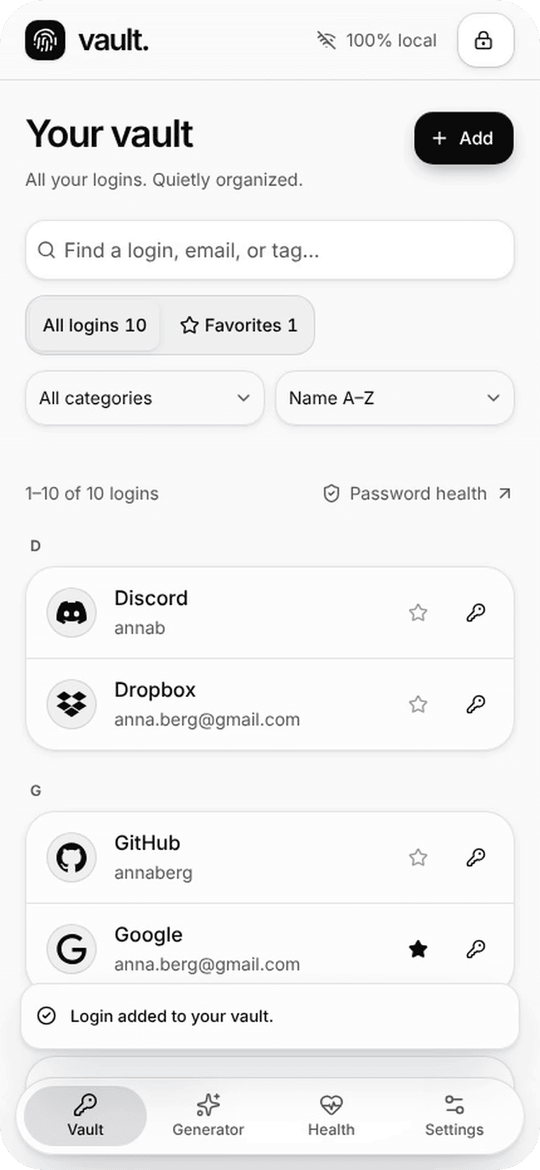 vault.
100% local
Your vault
+ Add
All your logins. Quietly organized.
Find a login, email, or tag...
All logins 10
Favorites 1
All categories
Name A–Z
1–10 of 10 logins
Password health
D
Discord
annab
Dropbox
anna.berg@gmail.com
G
GitHub
annaberg
Google
anna.berg@gmail.com
Login added to your vault.
Vault
Generator
Health
Settings